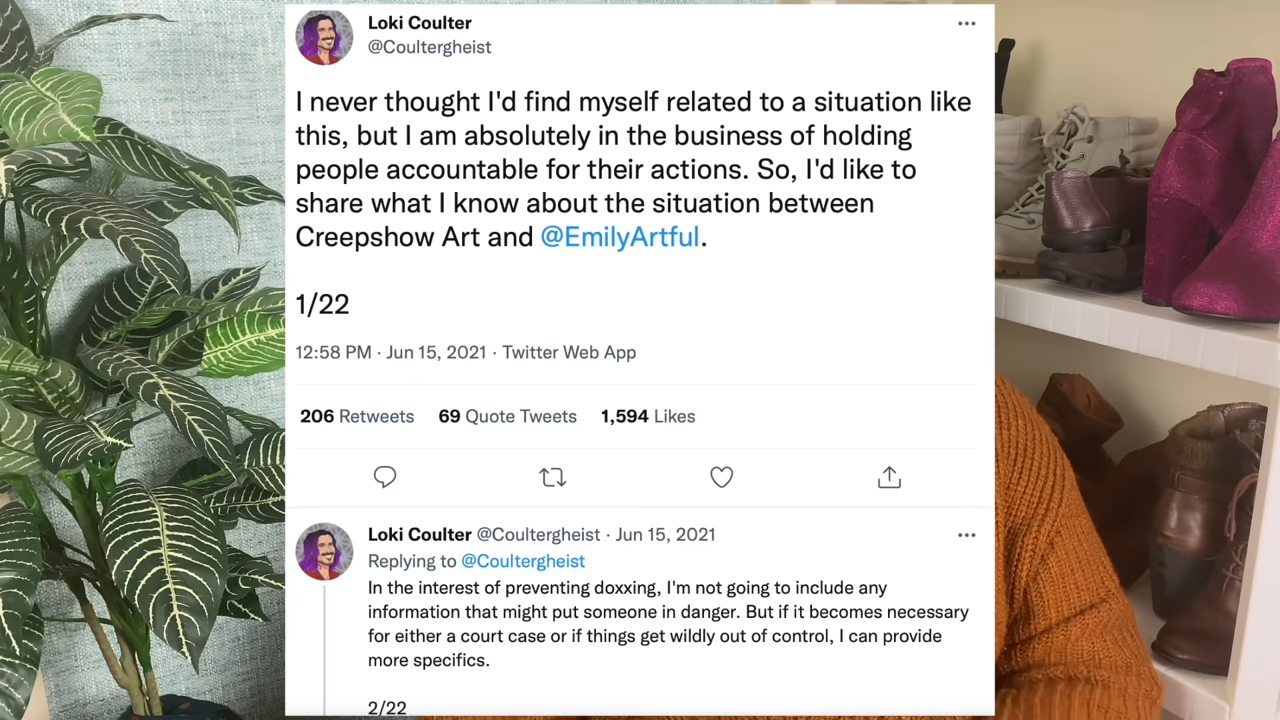 Loki Coulter
@Coultergheist
I never thought I'd find myself related to a situation like
this, but I am absolutely in the business of holding
people accountable for their actions. So, I'd like to
share what I know about the situation between
Creepshow Art and @EmilyArtful.
1/22
12:58 PM · Jun 15, 2021 · Twitter Web App
206 Retweets 69 Quote Tweets 1,594 Likes
Loki Coulter @Coultergheist · Jun 15, 2021
Replying to @Coultergheist
In the interest of preventing doxxing, I'm not going to include any
information that might put someone in danger. But if it becomes necessary
for either a court case or if things get wildly out of control, I can provide
more specifics.
2/22